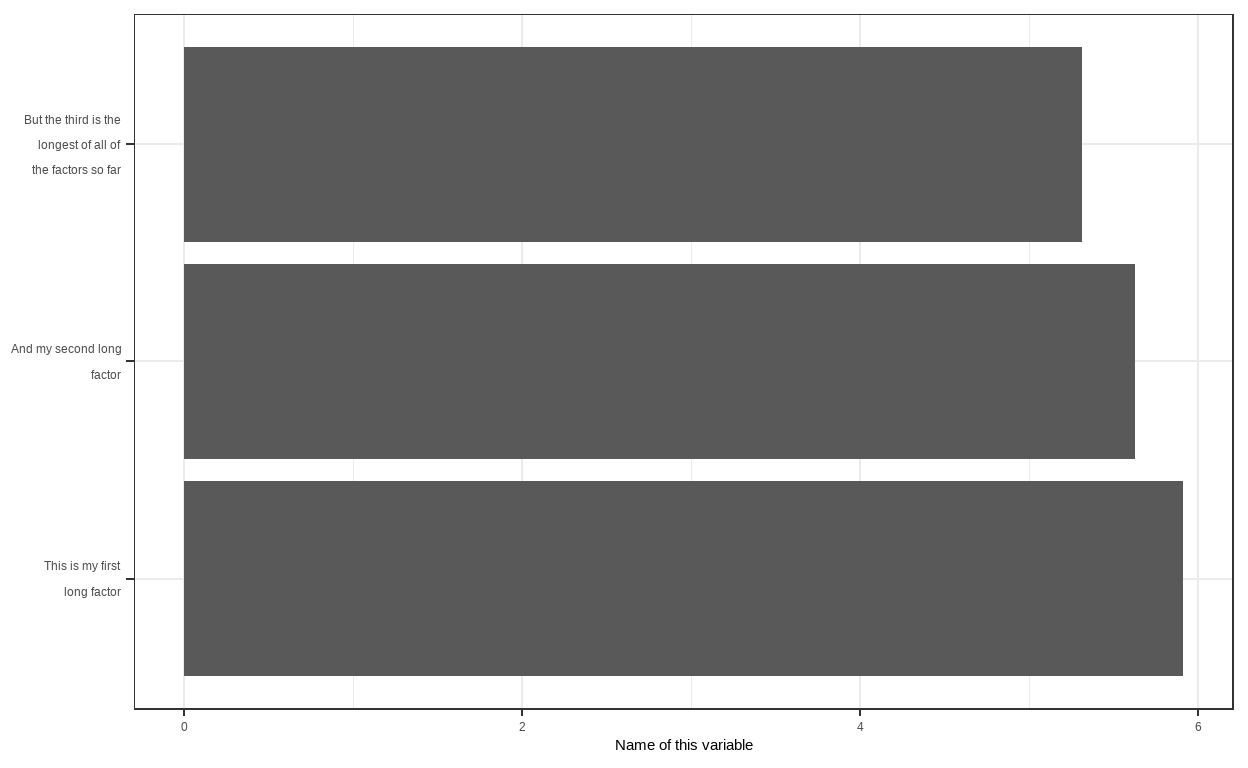 But the third is the
longest of all of
the factors so far
And my second long
factor
This is my first
long factor
0
2
4
6
Name of this variable